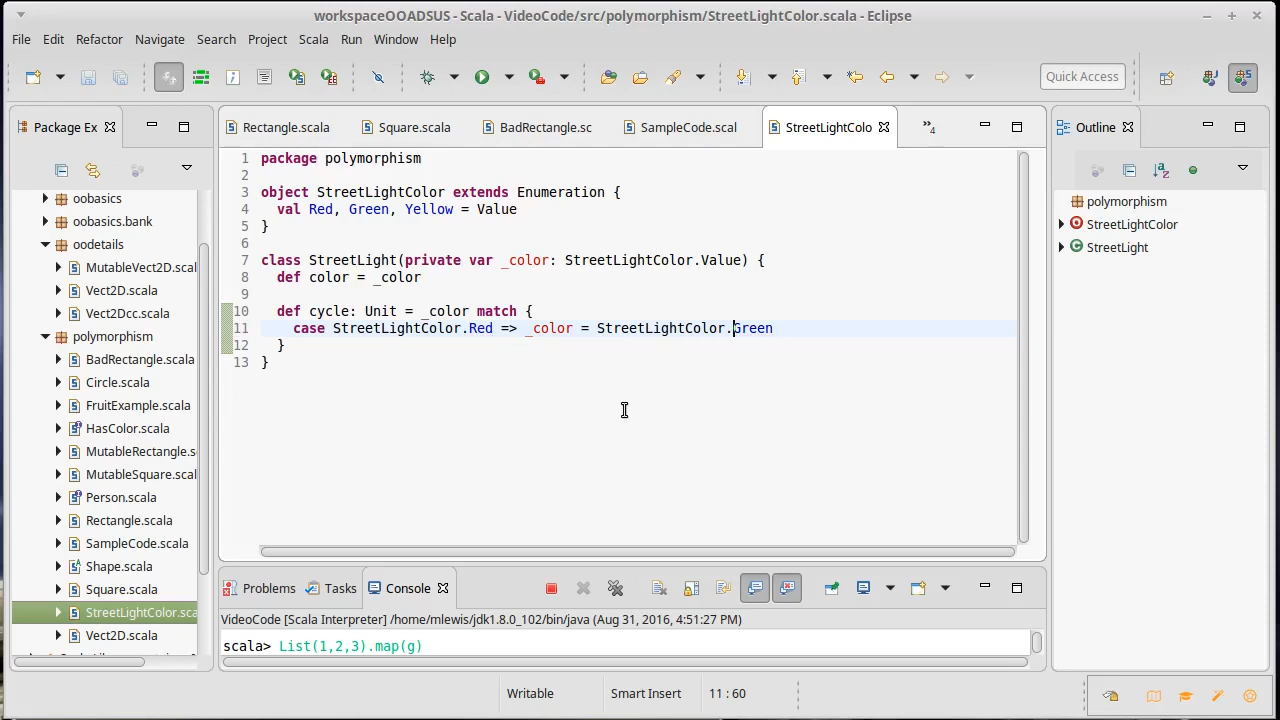 workspaceOOADSUS - Scala - VideoCode/src/polymorphism/StreetLightColor.scala - Eclipse
File Edit Refactor Navigate Search Project Scala Run Window Help
Quick Access
Package Ex
oobasics
oobasics.bank
oodetails
MutableVect2D.scal
Vect2D.scala
Vect2Dcc.scala
polymorphism
BadRectangle.scala
Circle.scala
FruitExample.scala
HasColor.scala
MutableRectangle.s
MutableSquare.scal
Person.scala
Rectangle.scala
SampleCode.scala
Shape.scala
Square.scala
StreetLightColor.sca
Vect2D.scala
Rectangle.scala Square.scala BadRectangle.sc SampleCode.scal StreetLightColo »4
1 package polymorphism
2
3 object StreetLightColor extends Enumeration {
4 val Red, Green, Yellow = Value
5 }
6
7 class StreetLight(private var _color: StreetLightColor.Value) {
8 def color = _color
9
10 def cycle: Unit = _color match {
11 case StreetLightColor.Red => _color = StreetLightColor.Green
12 }
13 }
Outline
polymorphism
StreetLightColor
StreetLight
Problems Tasks Console
VideoCode [Scala Interpreter] /home/mlewis/jdk1.8.0_102/bin/java (Aug 31, 2016, 4:51:27 PM)
scala> List(1,2,3).map(g)
Writable Smart Insert 11 : 60